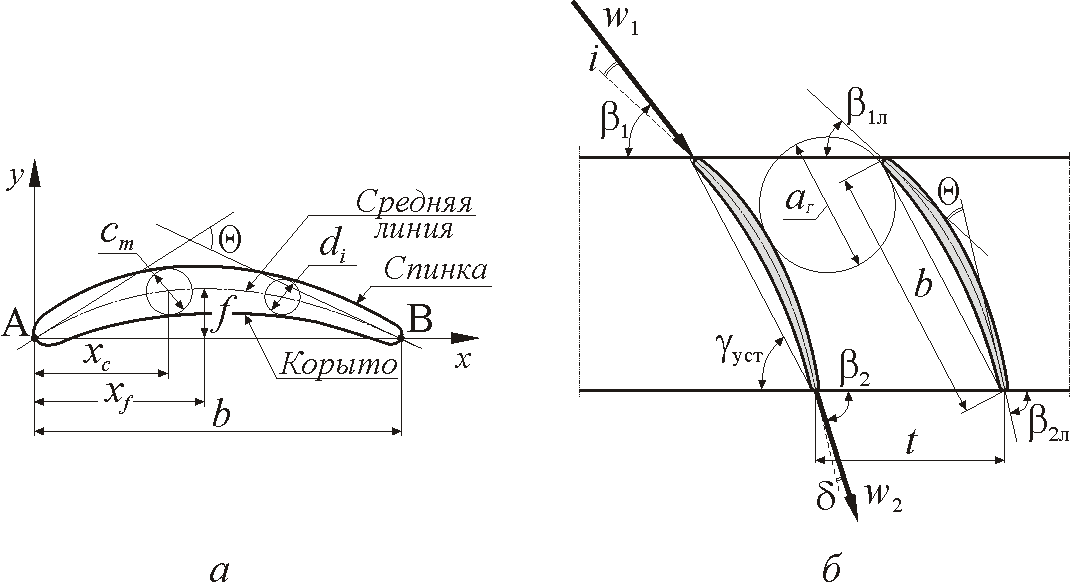 y
c_m
Θ
Средняя
линия
d_i
Спинка
A
f
B
x_c
Корыто
x
x_f
b
а
w_1
i
β_1
β_1л
a_г
Θ
b
γ_уст
β_2
β_2л
t
δ
w_2
б